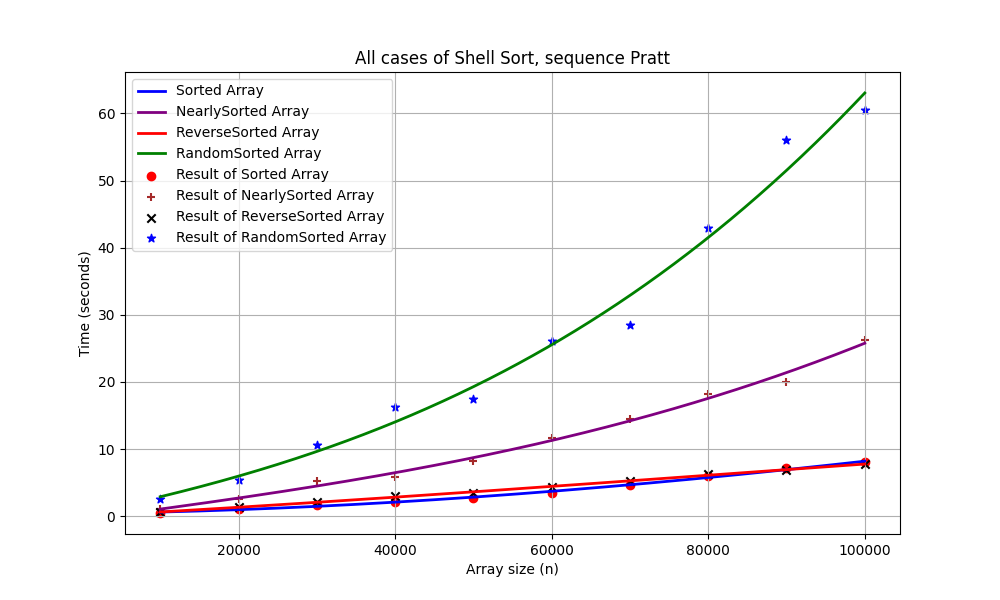 All cases of Shell Sort, sequence Pratt
Sorted Array
NearlySorted Array
ReverseSorted Array
RandomSorted Array
Result of Sorted Array
Result of NearlySorted Array
Result of ReverseSorted Array
Result of RandomSorted Array
Time (seconds)
60
50
40
30
20
10
0
20000 40000 60000 80000 100000
Array size (n)